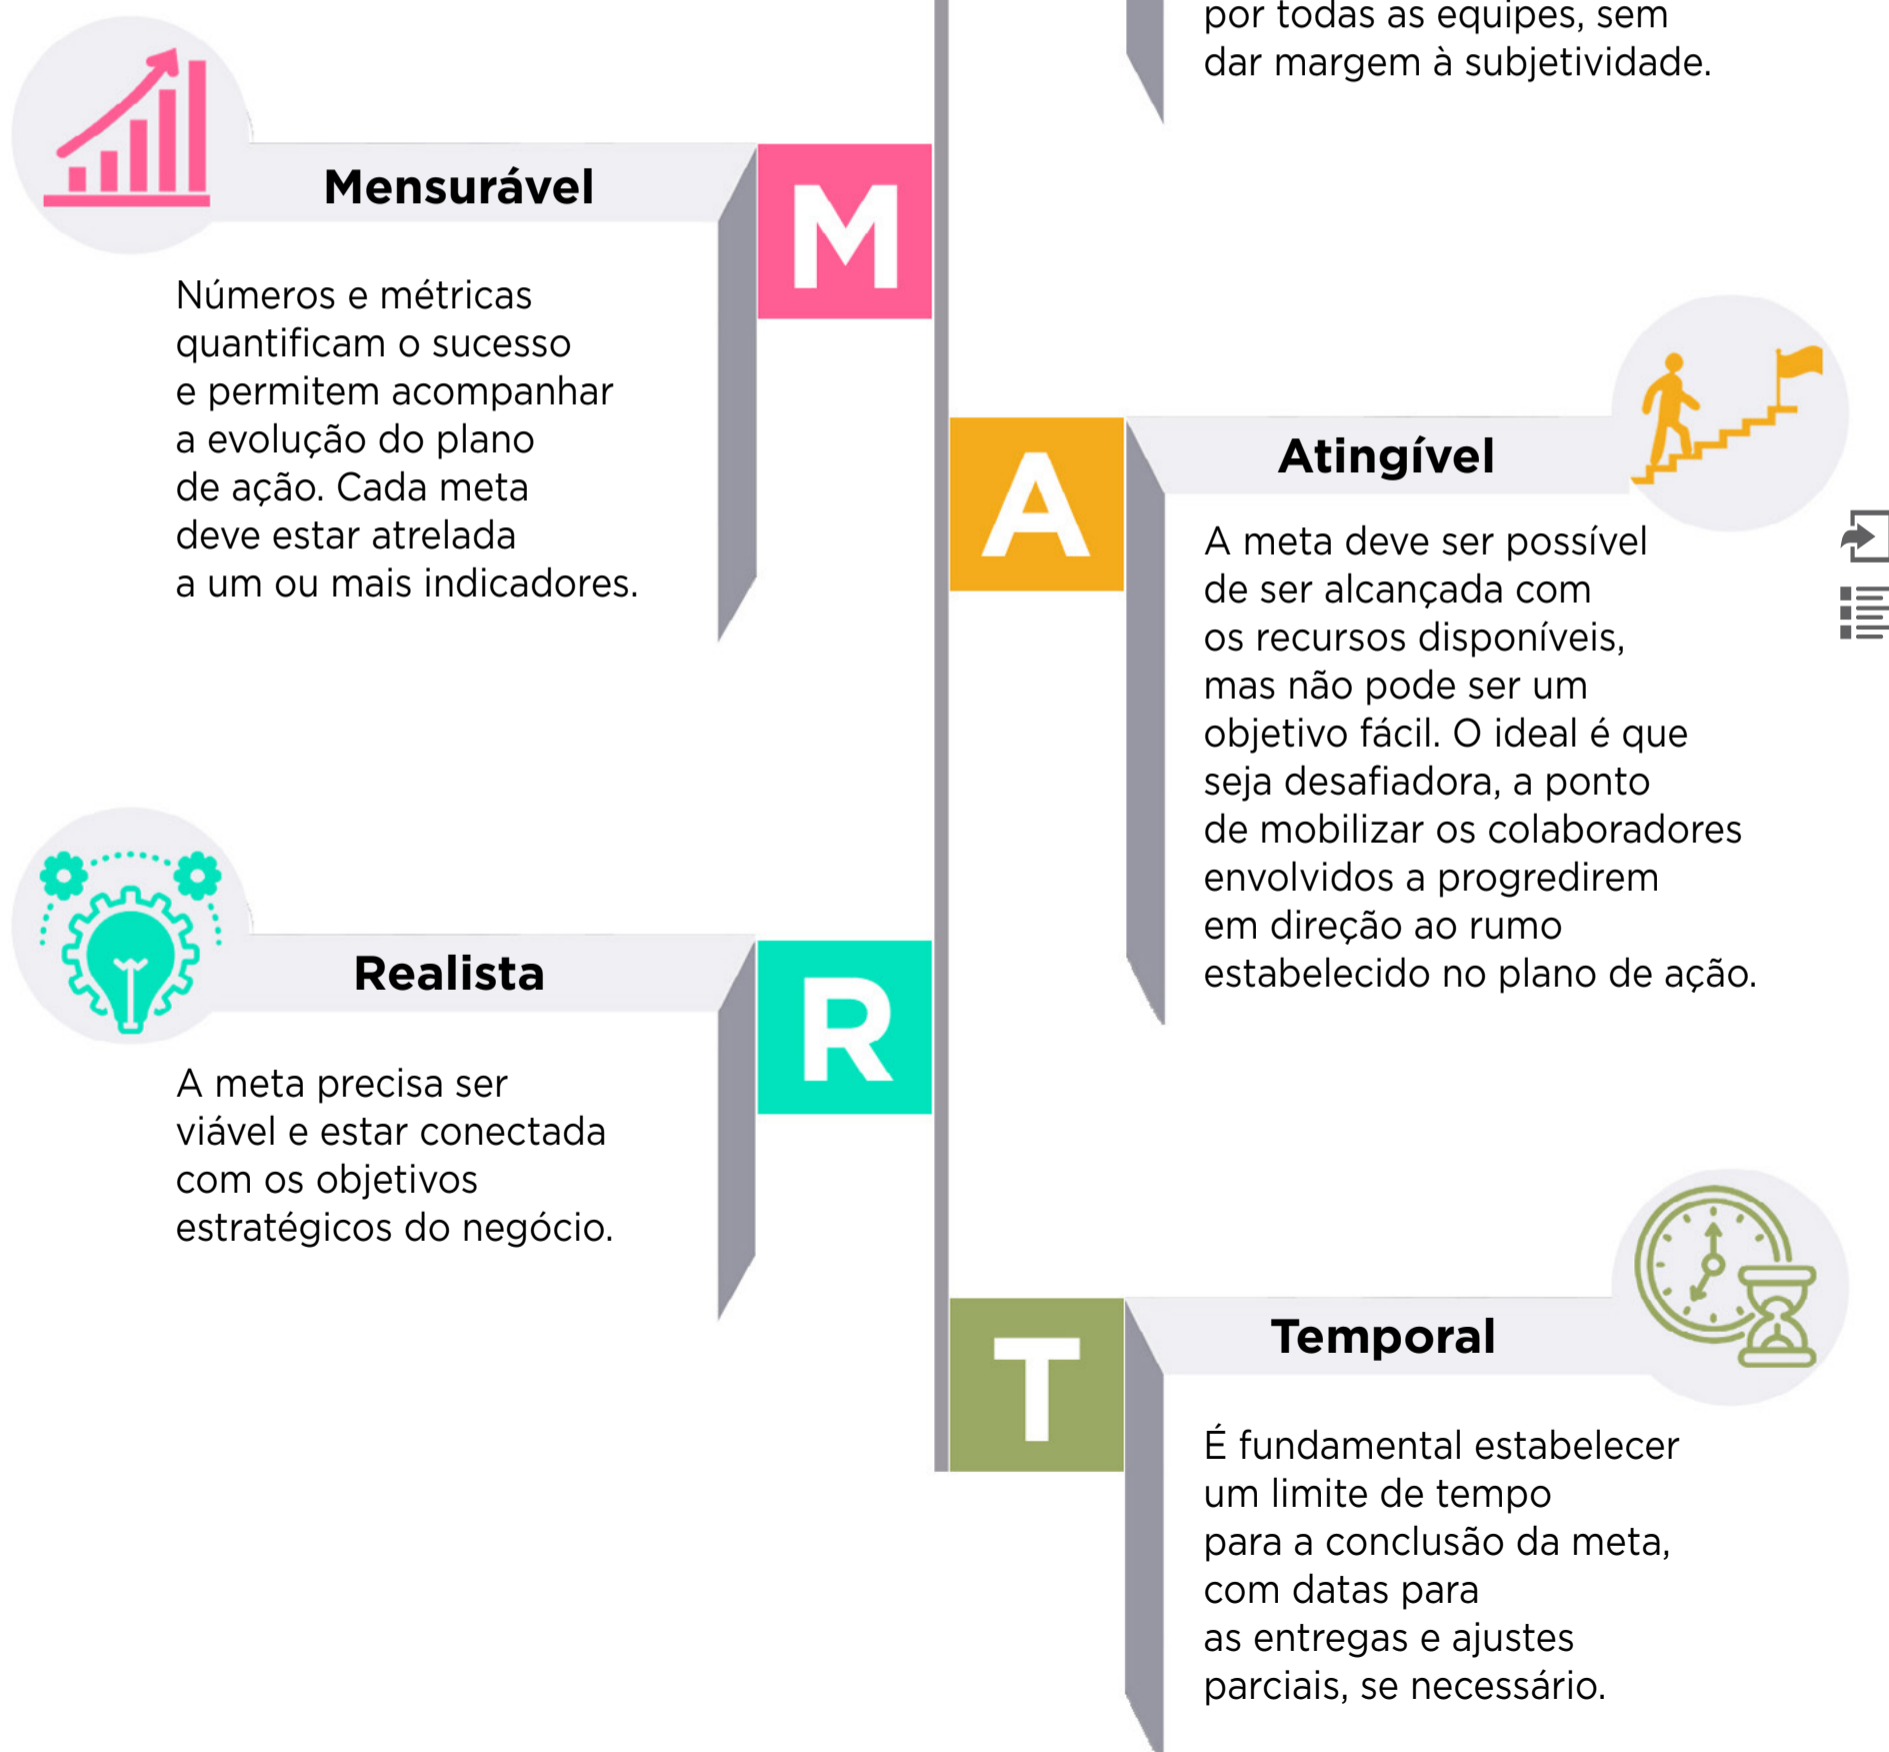 por todas as equipes, sem
dar margem à subjetividade.
M
Mensurável
Números e métricas
quantificam o sucesso
e permitem acompanhar
a evolução do plano
de ação. Cada meta
deve estar atrelada
a um ou mais indicadores.
A
Atingível
A meta deve ser possível
de ser alcançada com
os recursos disponíveis,
mas não pode ser um
objetivo fácil. O ideal é que
seja desafiadora, a ponto
de mobilizar os colaboradores
envolvidos a progredirem
em direção ao rumo
estabelecido no plano de ação.
R
Realista
A meta precisa ser
viável e estar conectada
com os objetivos
estratégicos do negócio.
T
Temporal
É fundamental estabelecer
um limite de tempo
para a conclusão da meta,
com datas para
as entregas e ajustes
parciais, se necessário.